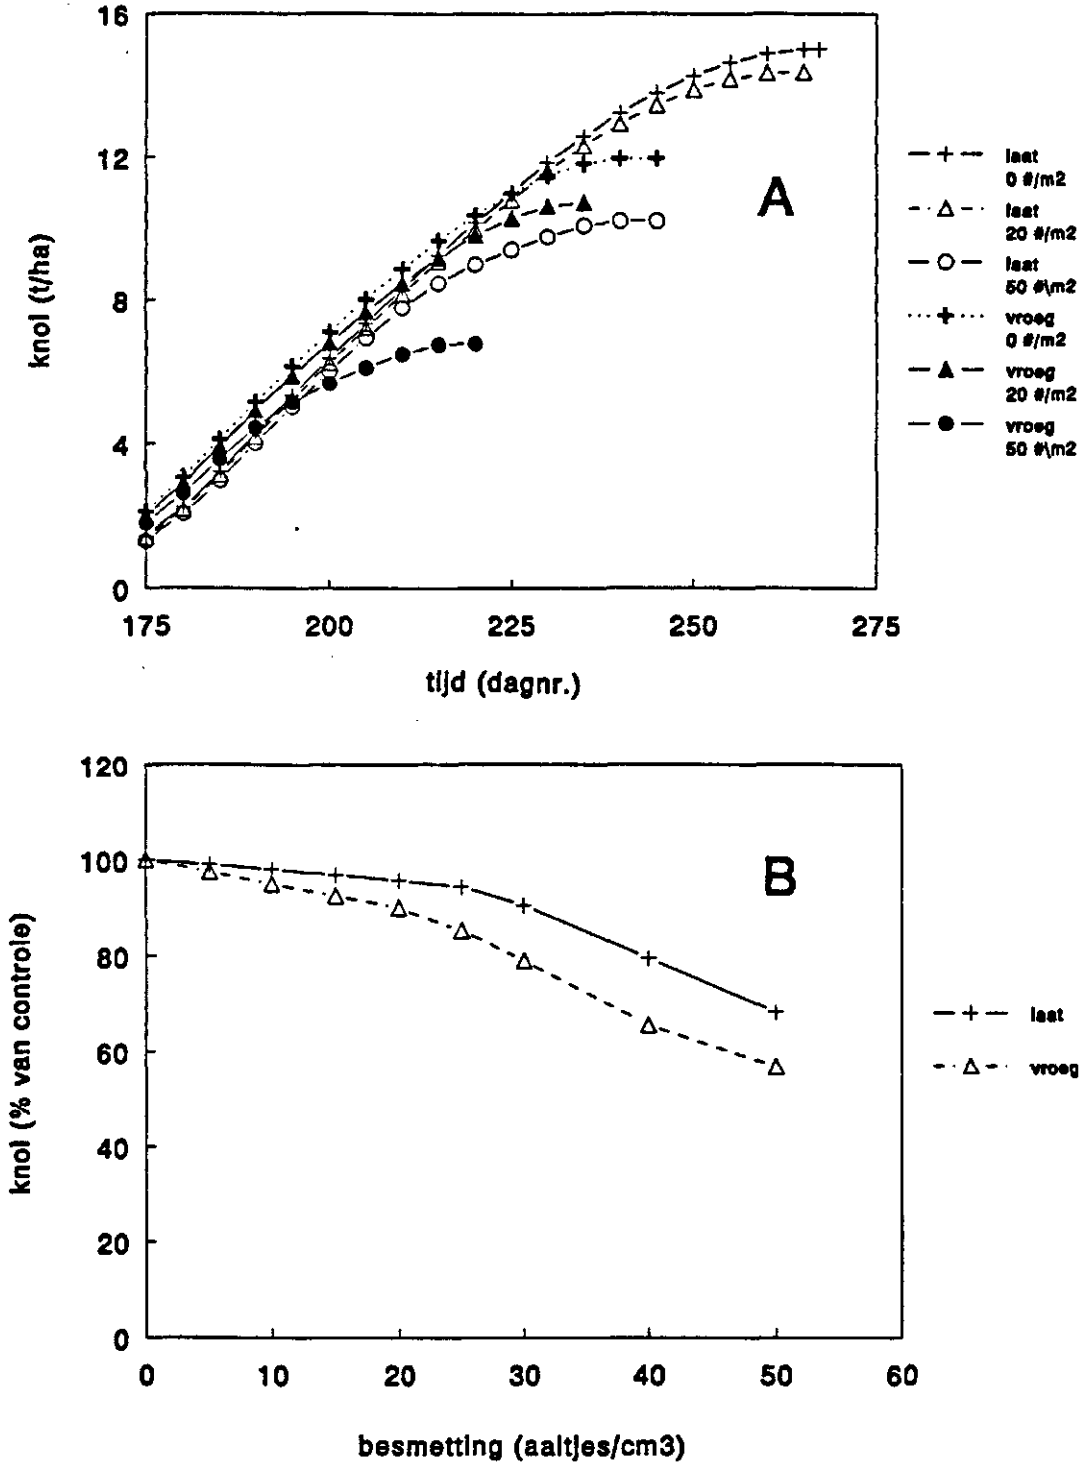 16
12
8
4
0
knol (t/ha)
175 200 225 250 275
tijd (dagnr.)
A
laat
0 #/m2
laat
20 #/m2
laat
50 #\m2
vroeg
0 #/m2
vroeg
20 #/m2
vroeg
50 #\m2
120
100
80
60
40
20
0
knol (% van controle)
0 10 20 30 40 50 60
besmetting (aaltjes/cm3)
B
laat
vroeg